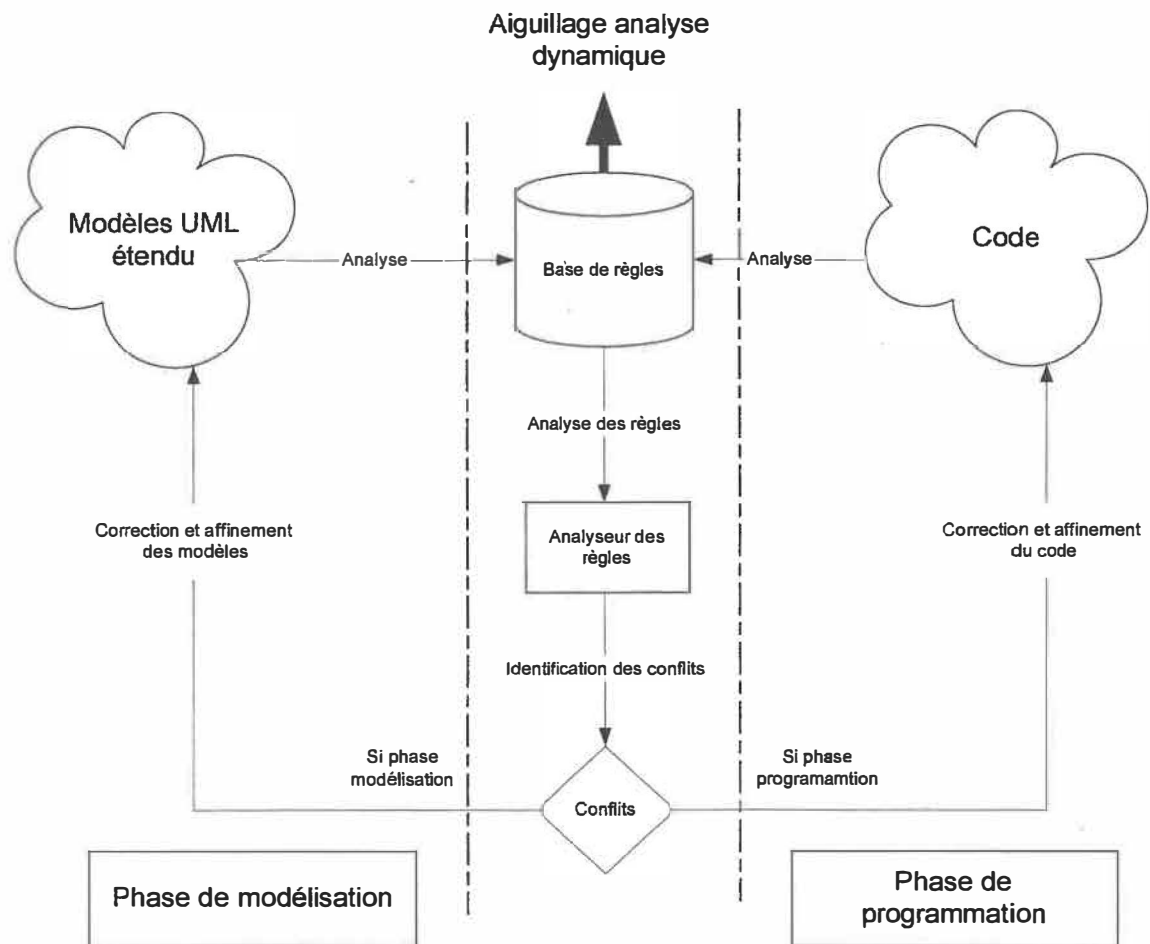 Aiguillage analyse
dynamique
Modèles UML
étendu
Analyse
Base de règles
Analyse
Code
Analyse des règles
Correction et affinement
des modèles
Analyseur des
règles
Correction et affinement
du code
Identification des conflits
Si phase
modélisation
Conflits
Si phase
programamtion
Phase de modélisation
Phase de
programmation